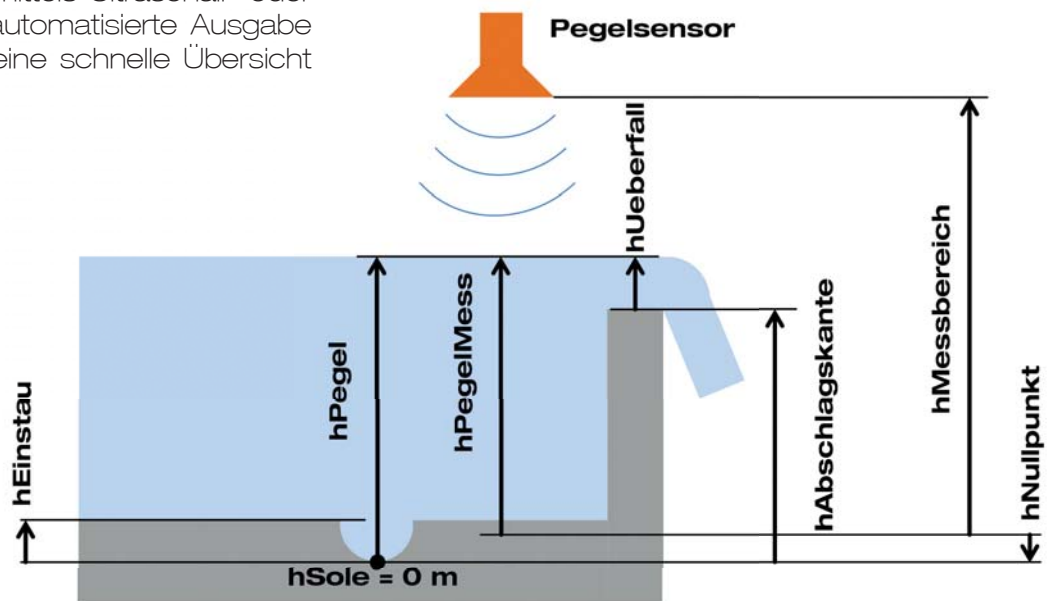 automatisierte Ausgabe
eine schnelle Übersicht
Pegelsensor
hUeberfall
hMessbereich
hPegel
hPegelMess
hAbschlagskante
hNullpunkt
hEinstau
hSole = 0 m